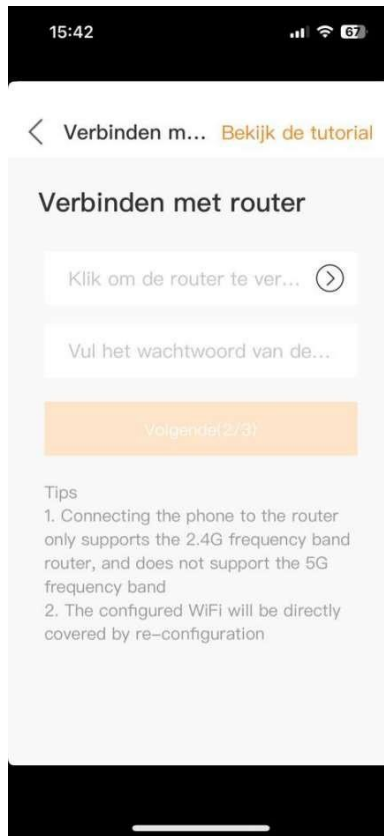 15:42
67
Verbinden m... Bekijk de tutorial
Verbinden met router
Klik om de router te ver...
Vul het wachtwoord van de...
Volgende(2/3)
Tips
1. Connecting the phone to the router
only supports the 2.4G frequency band
router, and does not support the 5G
frequency band
2. The configured WiFi will be directly
covered by re-configuration